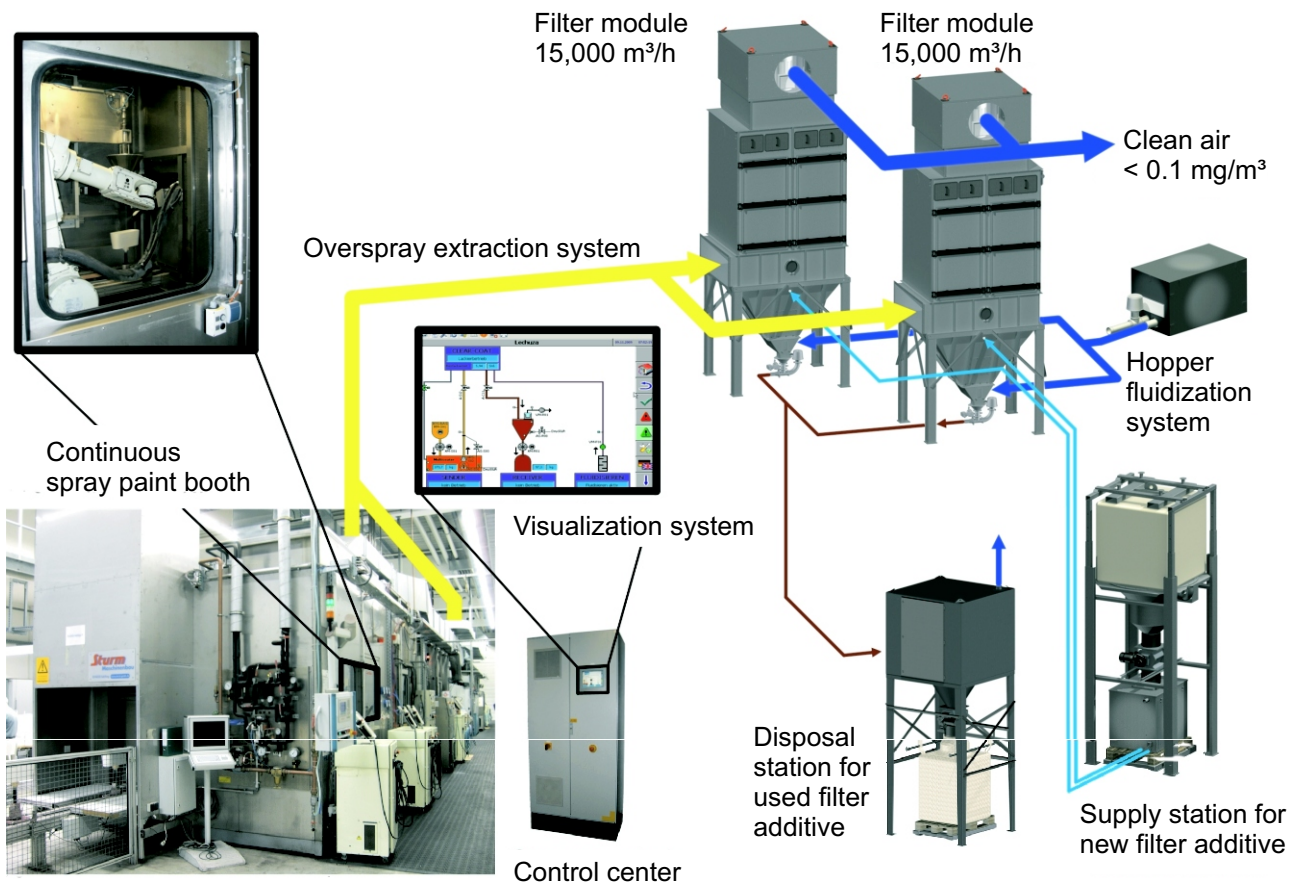 Filter module
15,000 m³/h
Filter module
15,000 m³/h
Clean air
< 0.1 mg/m³
Overspray extraction system
Hopper
fluidization
system
Lechuza
Continuous
spray paint booth
Visualization system
Sturm
Disposal
station for
used filter
additive
Supply station for
new filter additive
Control center